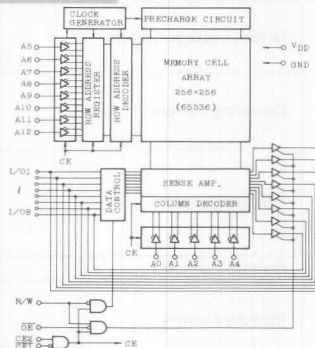 CLOCK
GENERATOR
PRECHARGE CIRCUIT
A5
A6
A7
A8
A9
A10
A11
A12
ROW ADDRESS
REGISTER
ROW ADDRESS
DECODER
MEMORY CELL
ARRAY
256×256
(65536)
VDD
GND
CE
I/O1
≀
I/O8
DATA
CONTROL
SENSE AMP.
COLUMN DECODER
CE
A0 A1 A2 A3 A4
R/W
OE
CE2
CE1
CE